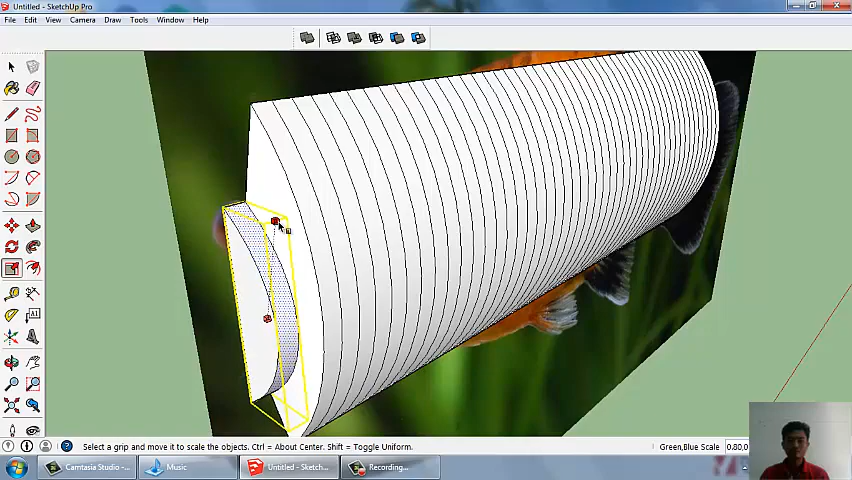 Untitled - SketchUp Pro
File Edit View Camera Draw Tools Window Help
Select a grip and move it to scale the objects. Ctrl = About Center. Shift = Toggle Uniform.
Green,Blue Scale 0.80,0
Camtasia Studio -... Music Untitled - Sketch... Recording...